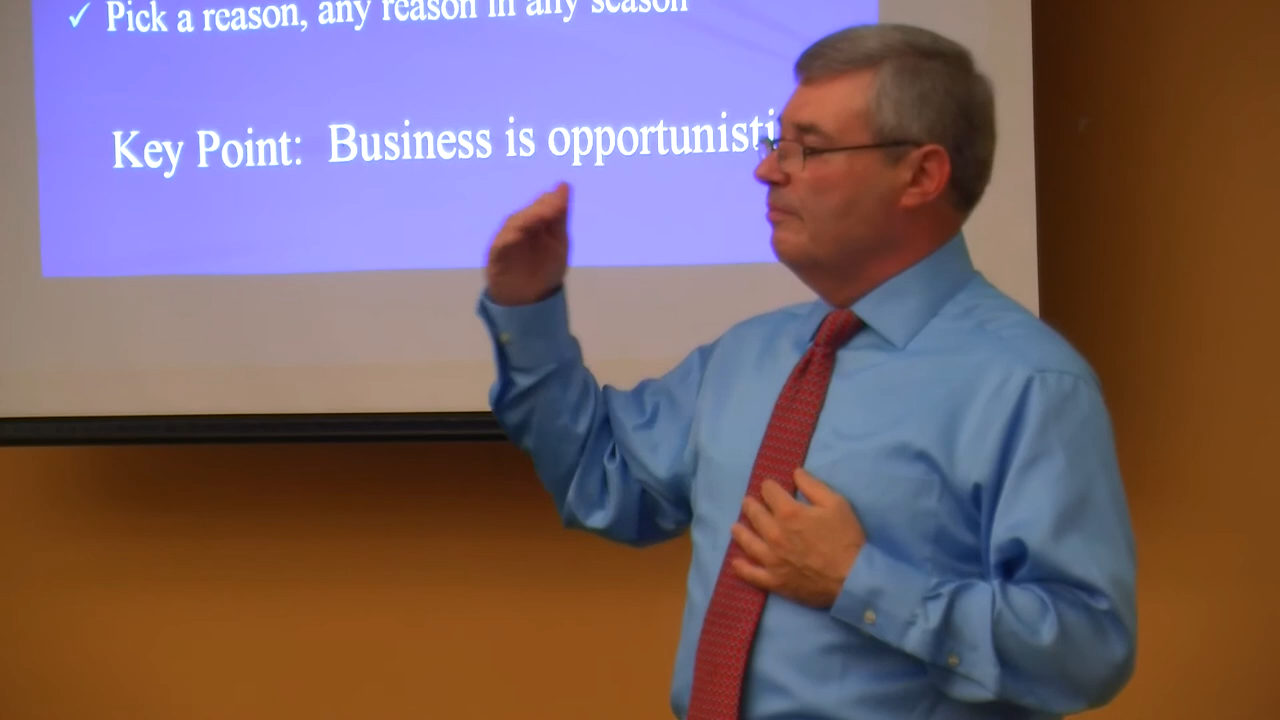 ✓ Pick a reason, any reason in any season
Key Point: Business is opportunisti